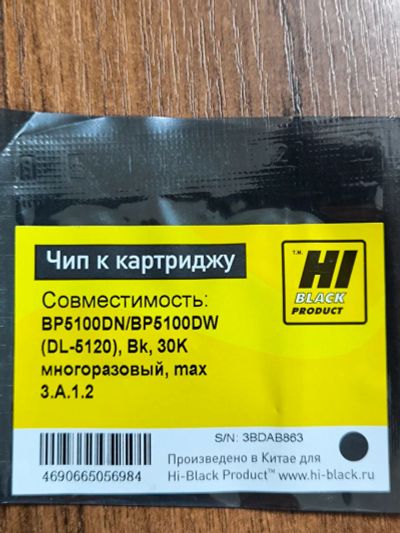 Чип к картриджу
T.M.
HI
BLACK
PRODUCT
Совместимость:
BP5100DN/BP5100DW
(DL-5120), Bk, 30K
многоразовый, max
3.A.1.2
S/N: 3BDAB863
4690665056984
Произведено в Китае для
Hi-Black Product™ www.hi-black.ru